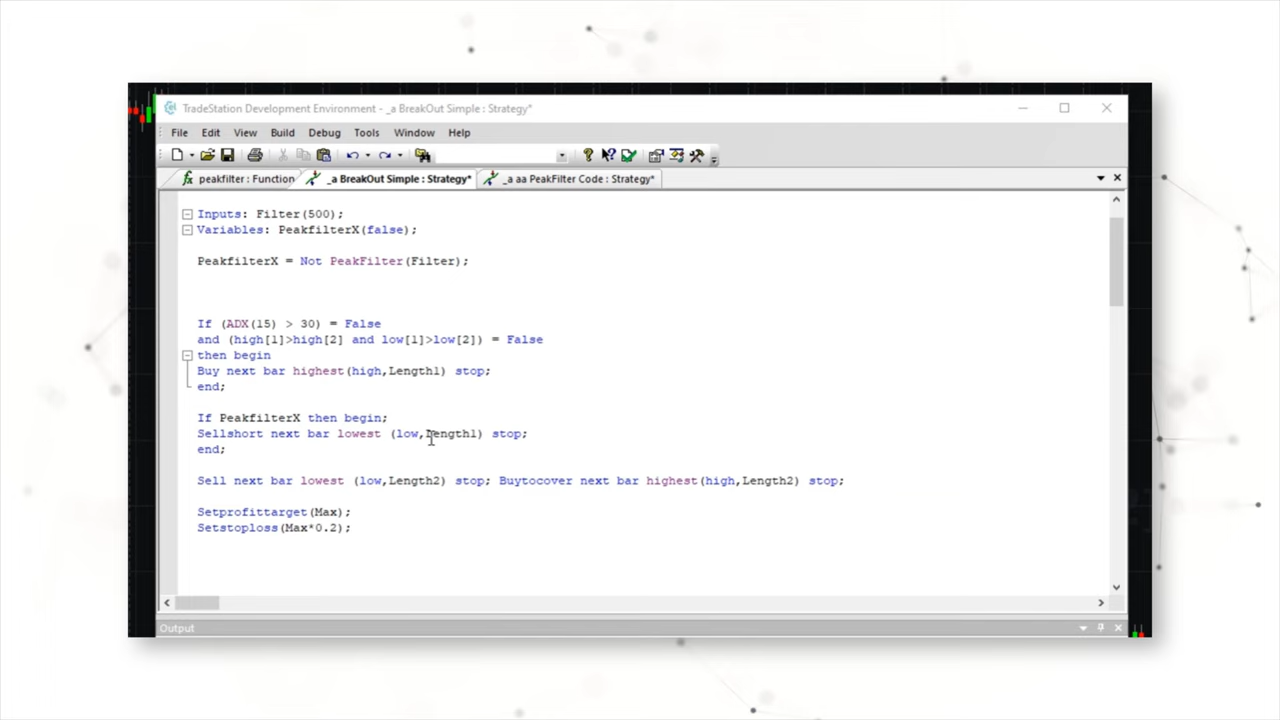 TradeStation Development Environment - _a BreakOut Simple : Strategy*
File Edit View Build Debug Tools Window Help
peakfilter : Function _a BreakOut Simple : Strategy* _a aa PeakFilter Code : Strategy*
Inputs: Filter(500);
Variables: PeakfilterX(false);
PeakfilterX = Not PeakFilter(Filter);
If (ADX(15) > 30) = False
and (high[1]>high[2] and low[1]>low[2]) = False
then begin
Buy next bar highest(high,Length1) stop;
end;
If PeakfilterX then begin;
Sellshort next bar lowest (low,Length1) stop;
end;
Sell next bar lowest (low,Length2) stop; Buytocover next bar highest(high,Length2) stop;
Setprofittarget(Max);
Setstoploss(Max*0.2);
Output